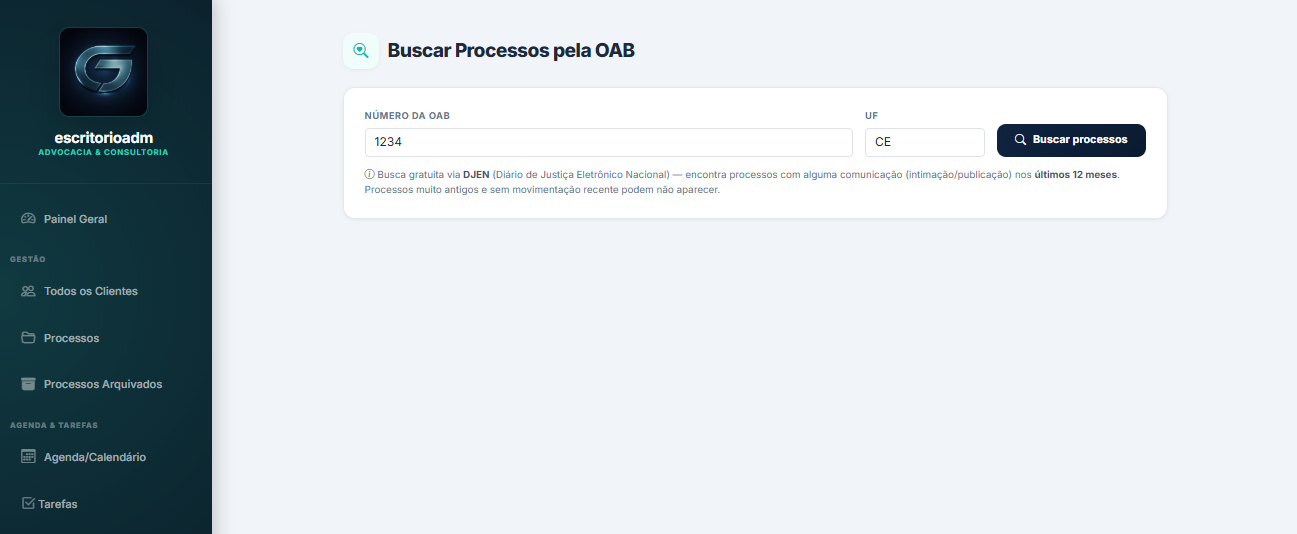 escritorioadm
ADVOCACIA & CONSULTORIA
Painel Geral
GESTÃO
Todos os Clientes
Processos
Processos Arquivados
AGENDA & TAREFAS
Agenda/Calendário
Tarefas
Buscar Processos pela OAB
NÚMERO DA OAB
UF
1234
CE
Buscar processos
Busca gratuita via DJEN (Diário de Justiça Eletrônico Nacional) — encontra processos com alguma comunicação (intimação/publicação) nos últimos 12 meses.
Processos muito antigos e sem movimentação recente podem não aparecer.